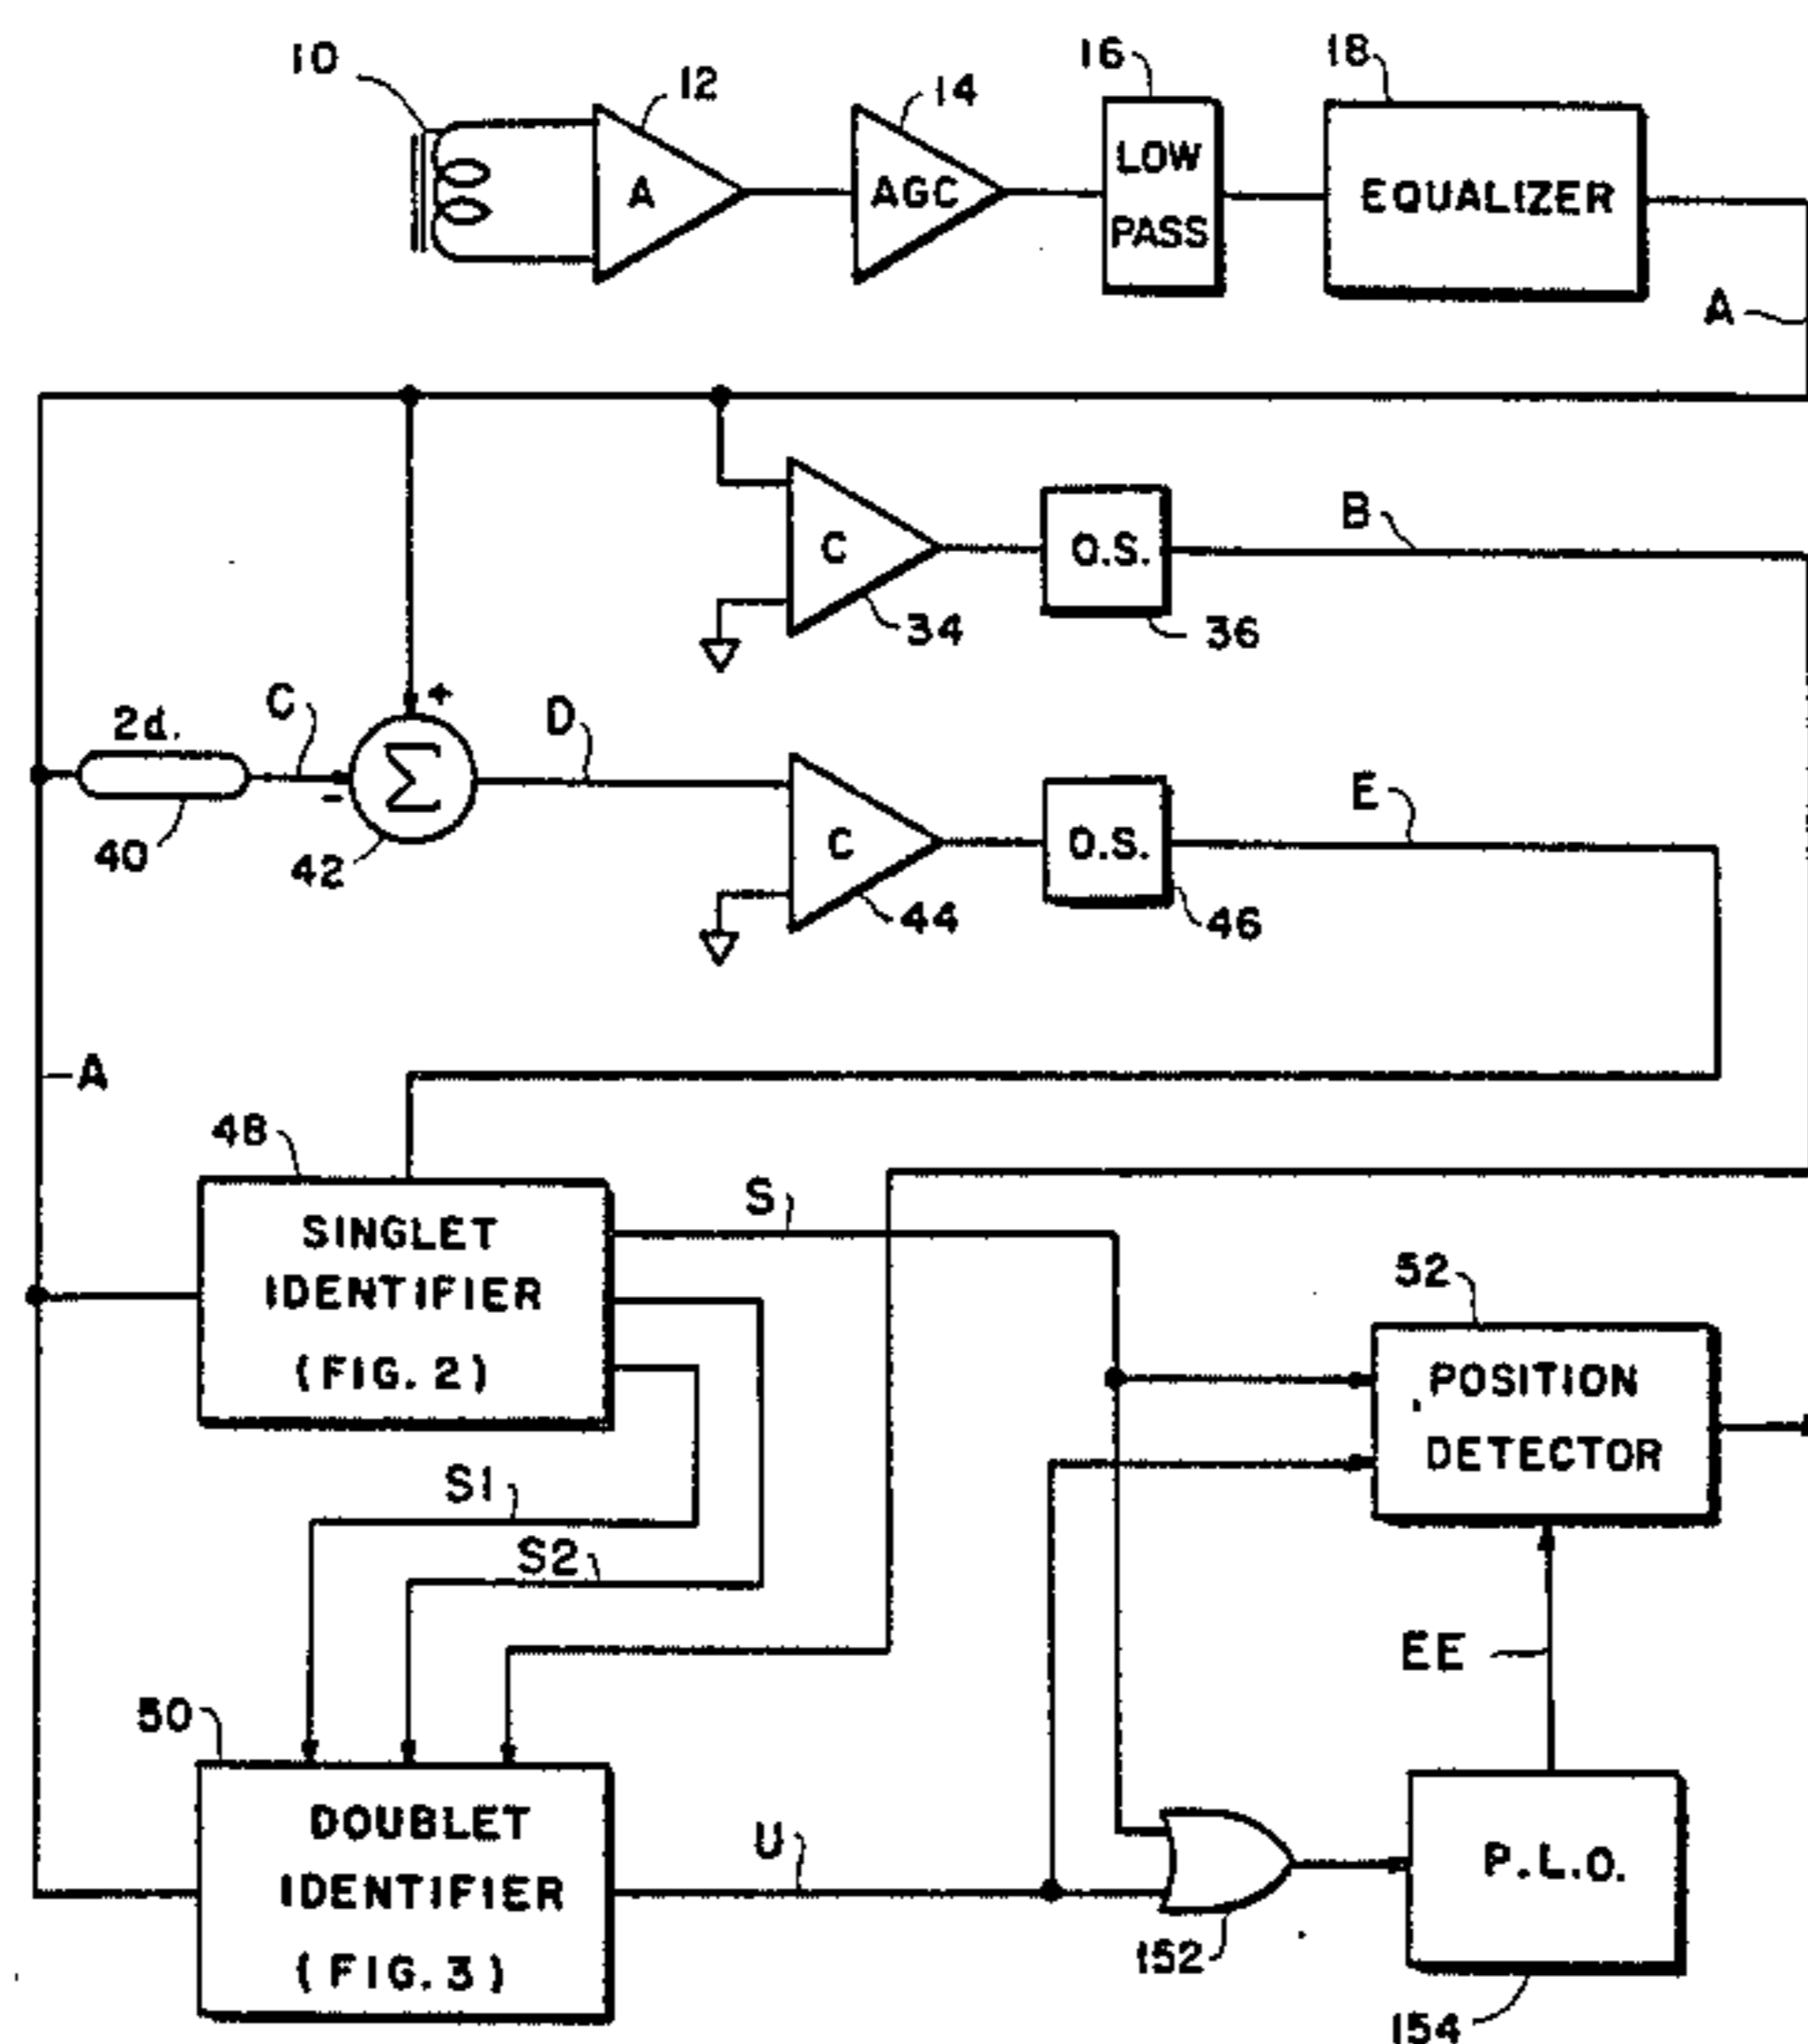 10
12
14
16
18
A
AGC
LOW
PASS
EQUALIZER
A
C
34
O.S.
36
B
2d.
40
C
+
-
Σ
42
D
C
44
O.S.
46
E
A
48
SINGLET
IDENTIFIER
(FIG. 2)
S
S1
S2
52
POSITION
DETECTOR
EE
50
DOUBLET
IDENTIFIER
(FIG. 3)
U
152
P.L.O.
154